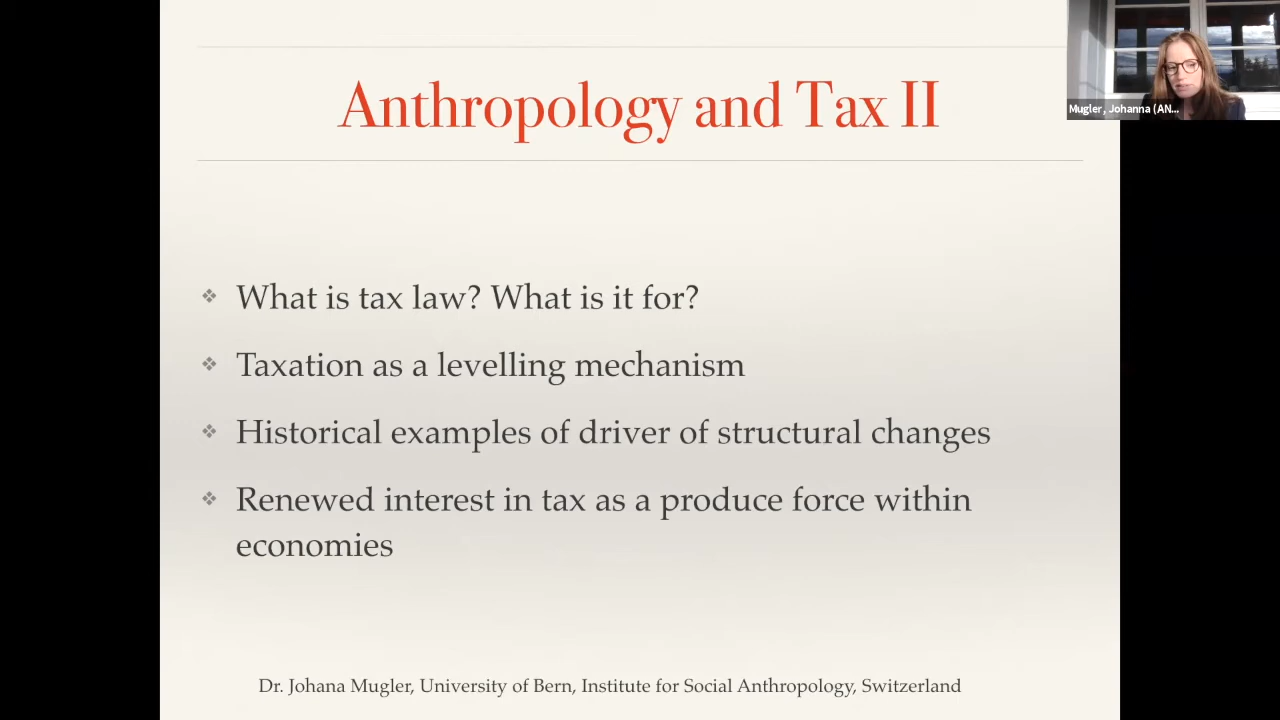 Anthropology and Tax II
Mugler, Johanna (AN...
What is tax law? What is it for?
Taxation as a levelling mechanism
Historical examples of driver of structural changes
Renewed interest in tax as a produce force within
economies
Dr. Johana Mugler, University of Bern, Institute for Social Anthropology, Switzerland